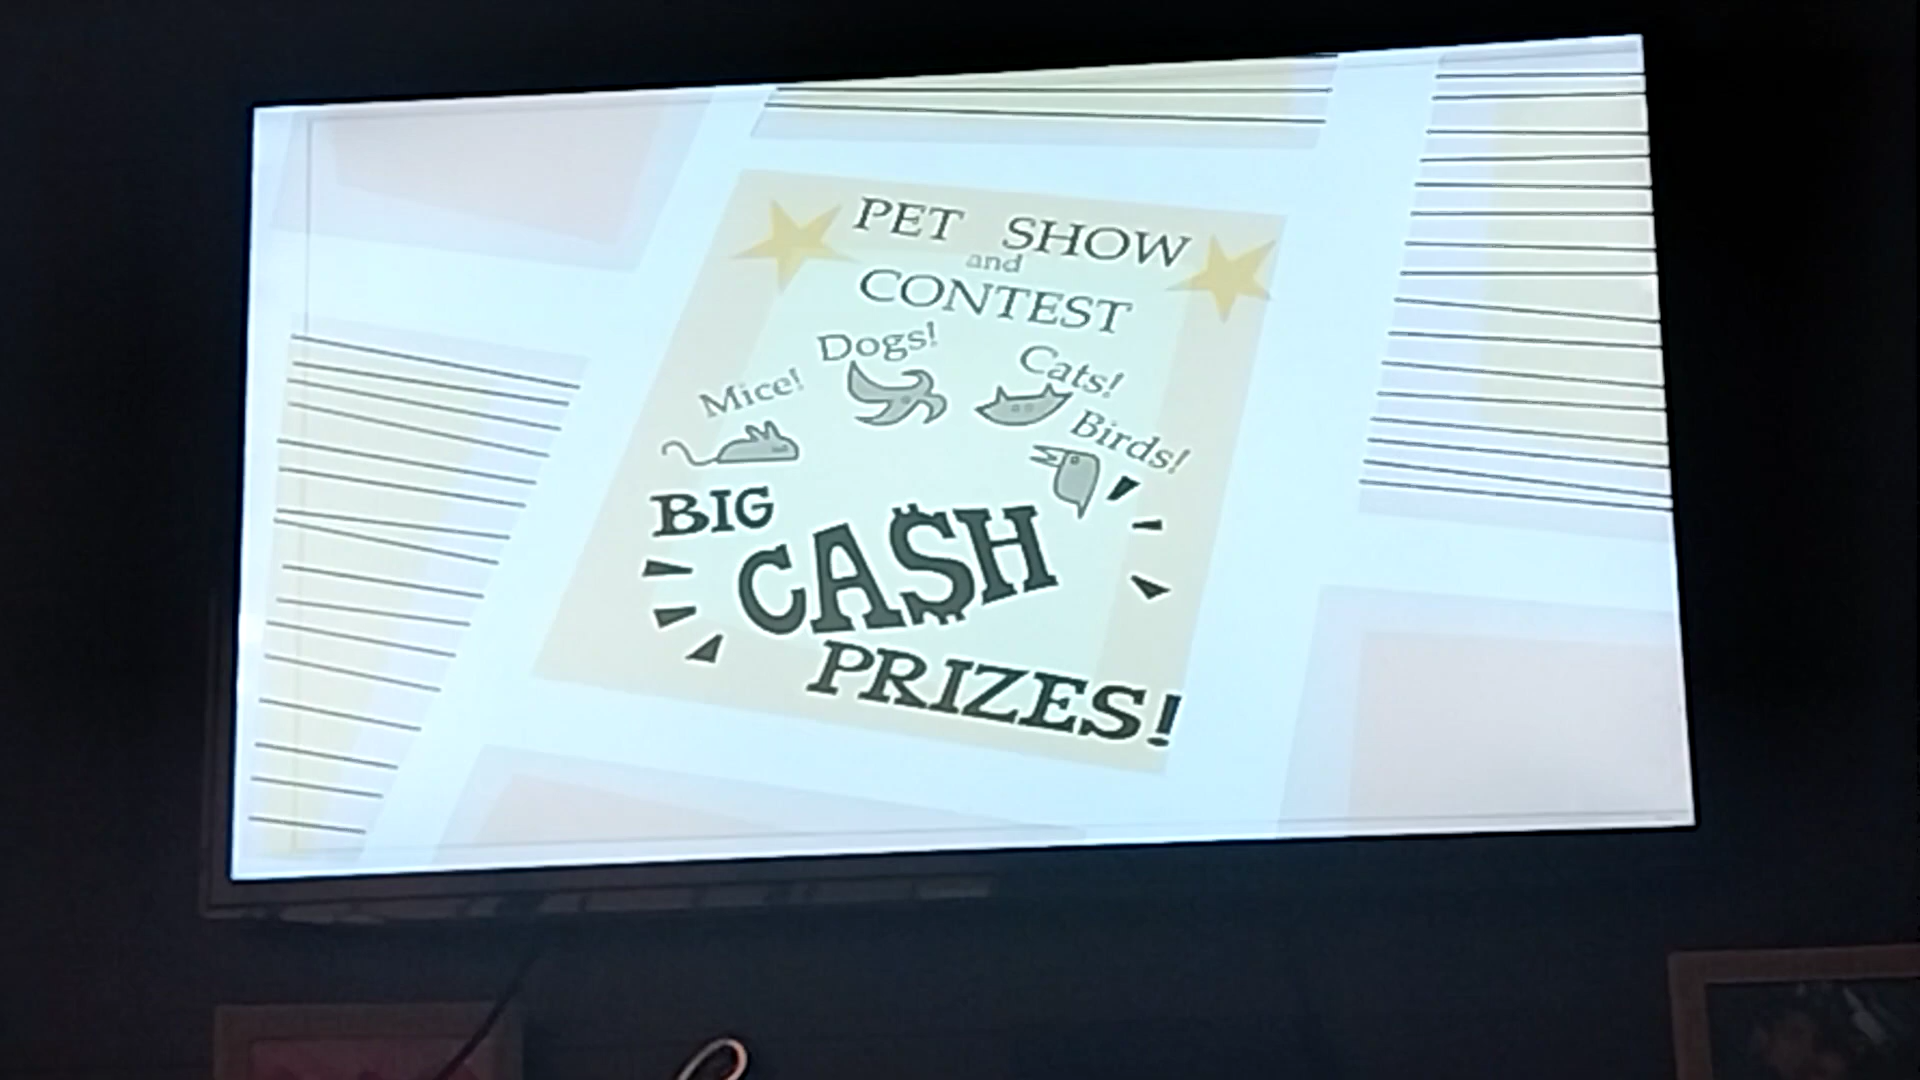 PET SHOW
and
CONTEST
Mice!
Dogs!
Cats!
Birds!
BIG
CA$H
PRIZES!